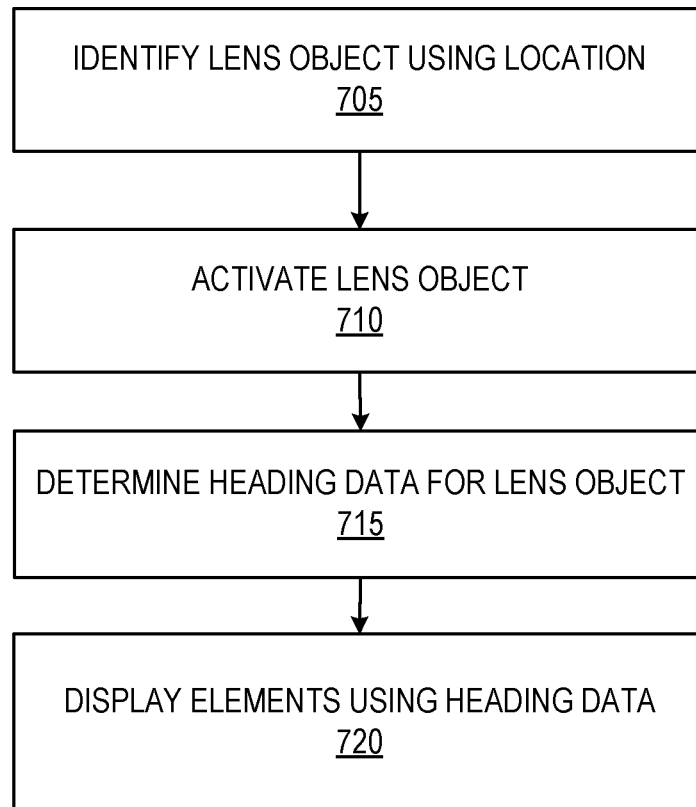 IDENTIFY LENS OBJECT USING LOCATION
705
ACTIVATE LENS OBJECT
710
DETERMINE HEADING DATA FOR LENS OBJECT
715
DISPLAY ELEMENTS USING HEADING DATA
720